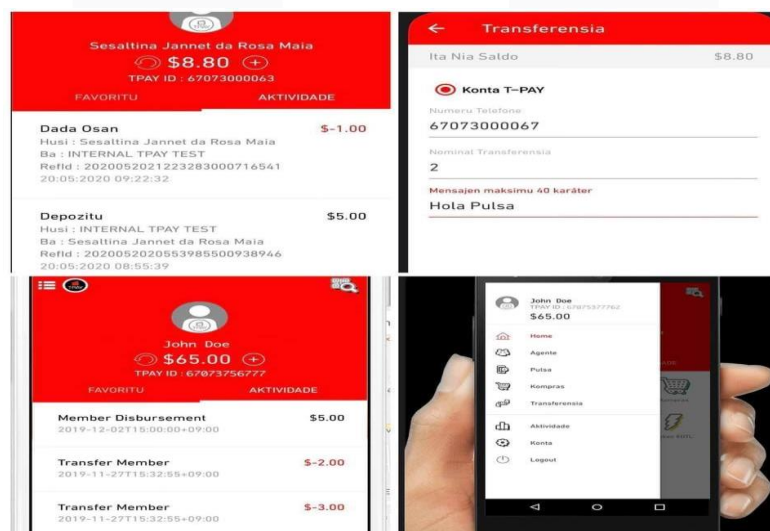 Sesaltina Jannet da Rosa Maia
$8.80
TPAY ID : 67073000063
FAVORITU AKTIVIDADE
Dada Osan $-1.00
Husi : Sesaltina Jannet da Rosa Maia
Ba : INTERNAL TPAY TEST
RefId : 2020052021223283000716541
20:05:2020 09:22:32
Depozitu $5.00
Husi : INTERNAL TPAY TEST
Ba : Sesaltina Jannet da Rosa Maia
RefId : 2020052020553985500938946
20:05:2020 08:55:39
Transferensia
Ita Nia Saldo $8.80
Konta T-PAY
Numeru Telefone
67073000067
Nominal Transferensia
2
Mensajen maksimu 40 karáter
Hola Pulsa
John Doe
$65.00
TPAY ID : 67073756777
FAVORITU AKTIVIDADE
Member Disbursement $5.00
2019-12-02T15:00:00+09:00
Transfer Member $-2.00
2019-11-27T15:32:55+09:00
Transfer Member $-3.00
2019-11-27T15:32:55+09:00
John Doe
$65.00
Home
Agente
Pulsa
Kompras
Transferensia
Aktividade
Konta
Logout